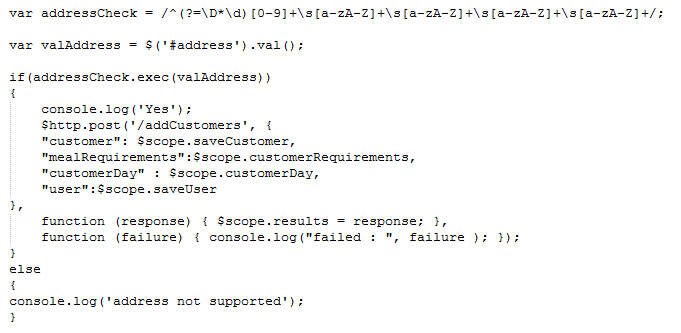 var addressCheck = /^(?=\D*\d)[0-9]+\s[a-zA-Z]+\s[a-zA-Z]+\s[a-zA-Z]+\s[a-zA-Z]+/;
var valAddress = $('#address').val();
if(addressCheck.exec(valAddress))
{
console.log('Yes');
$http.post('/addCustomers', {
"customer": $scope.saveCustomer,
"mealRequirements":$scope.customerRequirements,
"customerDay" : $scope.customerDay,
"user":$scope.saveUser
},
function (response) { $scope.results = response; },
function (failure) { console.log("failed : ", failure ); });
}
else
{
console.log('address not supported');
}